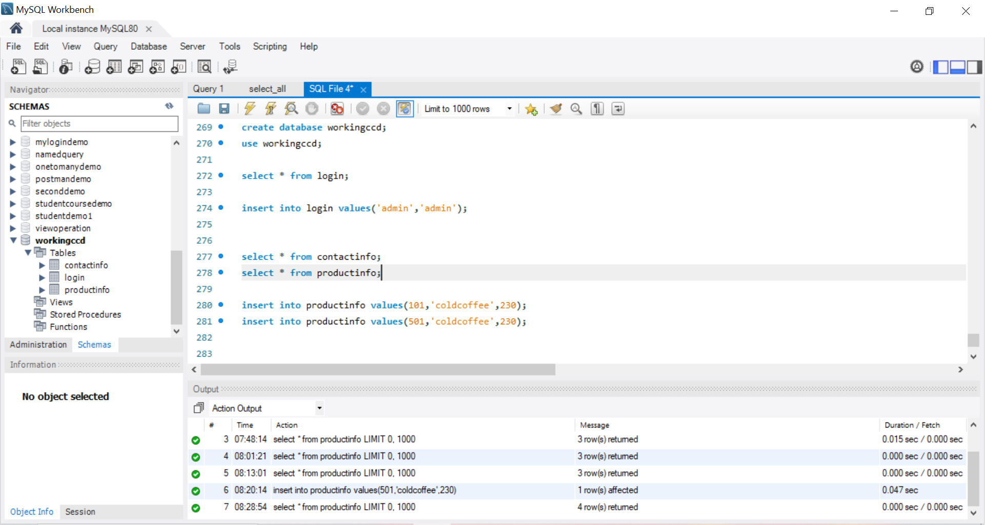 MySQL Workbench
Local instance MySQL80
File Edit View Query Database Server Tools Scripting Help
Navigator
SCHEMAS
Filter objects
mylogindemo
namedquery
onetomanydemo
postmandemo
seconddemo
studentcoursedemo
studentdemo1
viewoperation
workingccd
Tables
contactinfo
login
productinfo
Views
Stored Procedures
Functions
Administration Schemas
Information
No object selected
Object Info Session
Query 1 select_all SQL File 4*
Limit to 1000 rows
269 create database workingccd;
270 use workingccd;
271
272 select * from login;
273
274 insert into login values('admin','admin');
275
276
277 select * from contactinfo;
278 select * from productinfo;
279
280 insert into productinfo values(101,'coldcoffee',230);
281 insert into productinfo values(501,'coldcoffee',230);
282
283
Output
Action Output
# Time Action Message Duration / Fetch
3 07:48:14 select * from productinfo LIMIT 0, 1000 3 row(s) returned 0.015 sec / 0.000 sec
4 08:01:21 select * from productinfo LIMIT 0, 1000 3 row(s) returned 0.000 sec / 0.000 sec
5 08:13:01 select * from productinfo LIMIT 0, 1000 3 row(s) returned 0.000 sec / 0.000 sec
6 08:20:14 insert into productinfo values(501,'coldcoffee',230) 1 row(s) affected 0.047 sec
7 08:28:54 select * from productinfo LIMIT 0, 1000 4 row(s) returned 0.000 sec / 0.000 sec